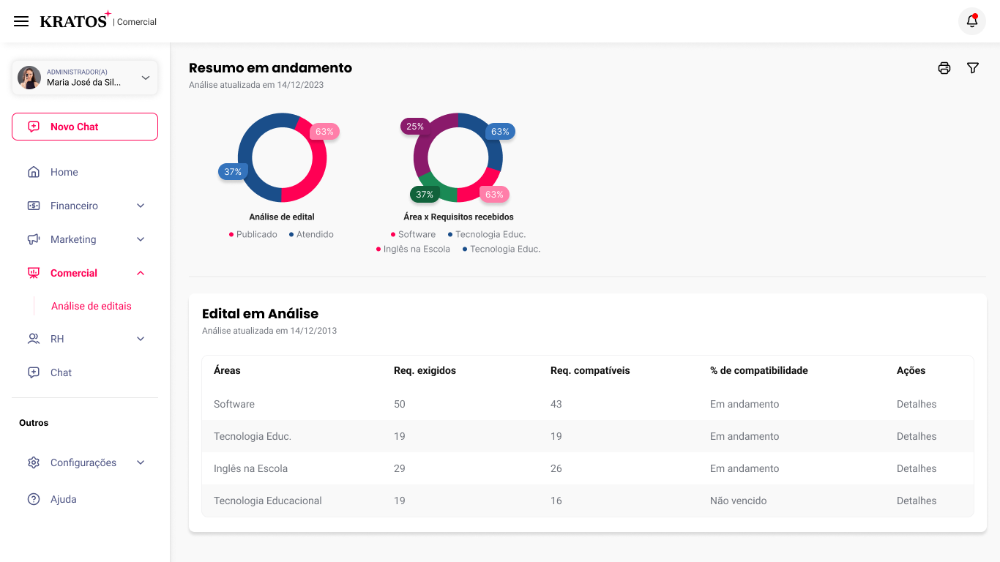 KRATOS | Comercial
ADMINISTRADOR(A)
Maria José da Sil...
Novo Chat
Home
Financeiro
Marketing
Comercial
Análise de editais
RH
Chat
Outros
Configurações
Ajuda
Resumo em andamento
Análise atualizada em 14/12/2023
63%
37%
Análise de edital
Publicado Atendido
25%
63%
37%
63%
Área x Requisitos recebidos
Software Tecnologia Educ.
Inglês na Escola Tecnologia Educ.
Edital em Análise
Análise atualizada em 14/12/2013
Áreas Req. exigidos Req. compatíveis % de compatibilidade Ações
Software 50 43 Em andamento Detalhes
Tecnologia Educ. 19 19 Em andamento Detalhes
Inglês na Escola 29 26 Em andamento Detalhes
Tecnologia Educacional 19 16 Não vencido Detalhes